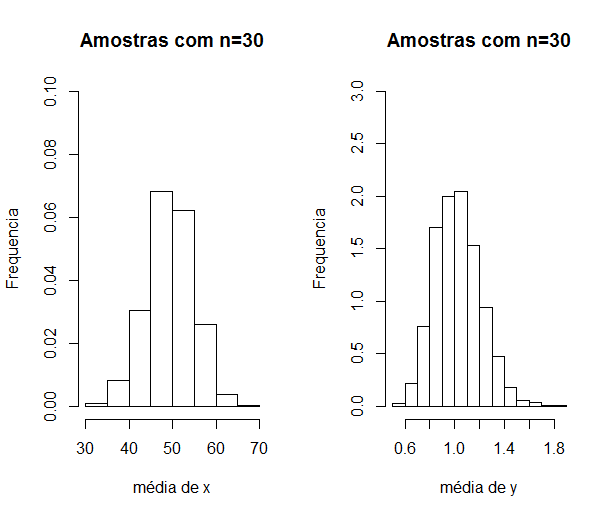 Amostras com n=30
Frequencia
0.10
0.08
0.06
0.04
0.02
0.00
30 40 50 60 70
média de x
Amostras com n=30
Frequencia
3.0
2.5
2.0
1.5
1.0
0.5
0.0
0.6 1.0 1.4 1.8
média de y